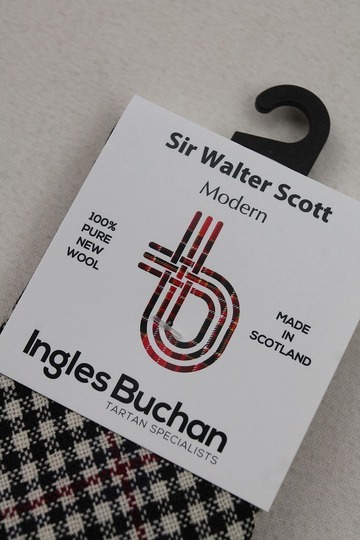 Sir Walter Scott
Modern
100%
PURE
NEW
WOOL
MADE
IN
SCOTLAND
Ingles Buchan
TARTAN SPECIALISTS